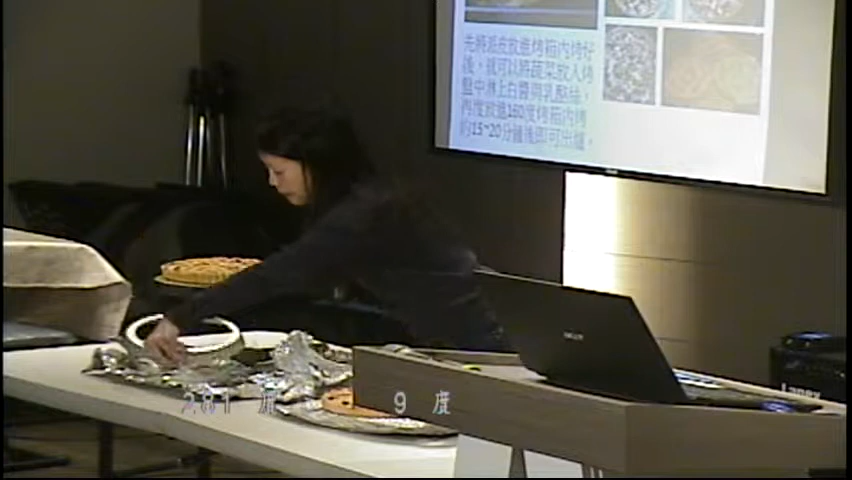 先將派皮放進烤箱內烤好
後，就可以將蔬菜放入烤
盤中淋上白醬與乳酪絲，
再度放進180度烤箱內烤
約15~20分鐘後即可出爐。
acer
9 度